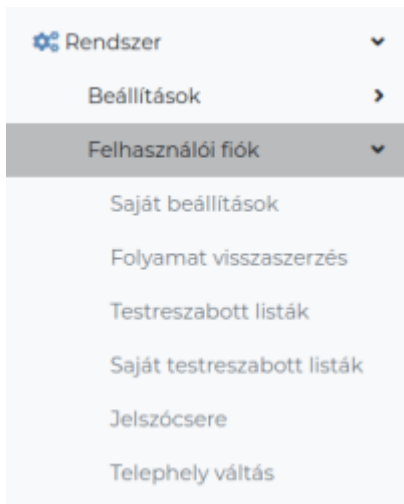 Rendszer
Beállítások
Felhasználói fiók
Saját beállítások
Folyamat visszaszerzés
Testreszabott listák
Saját testreszabott listák
Jelszócsere
Telephely váltás